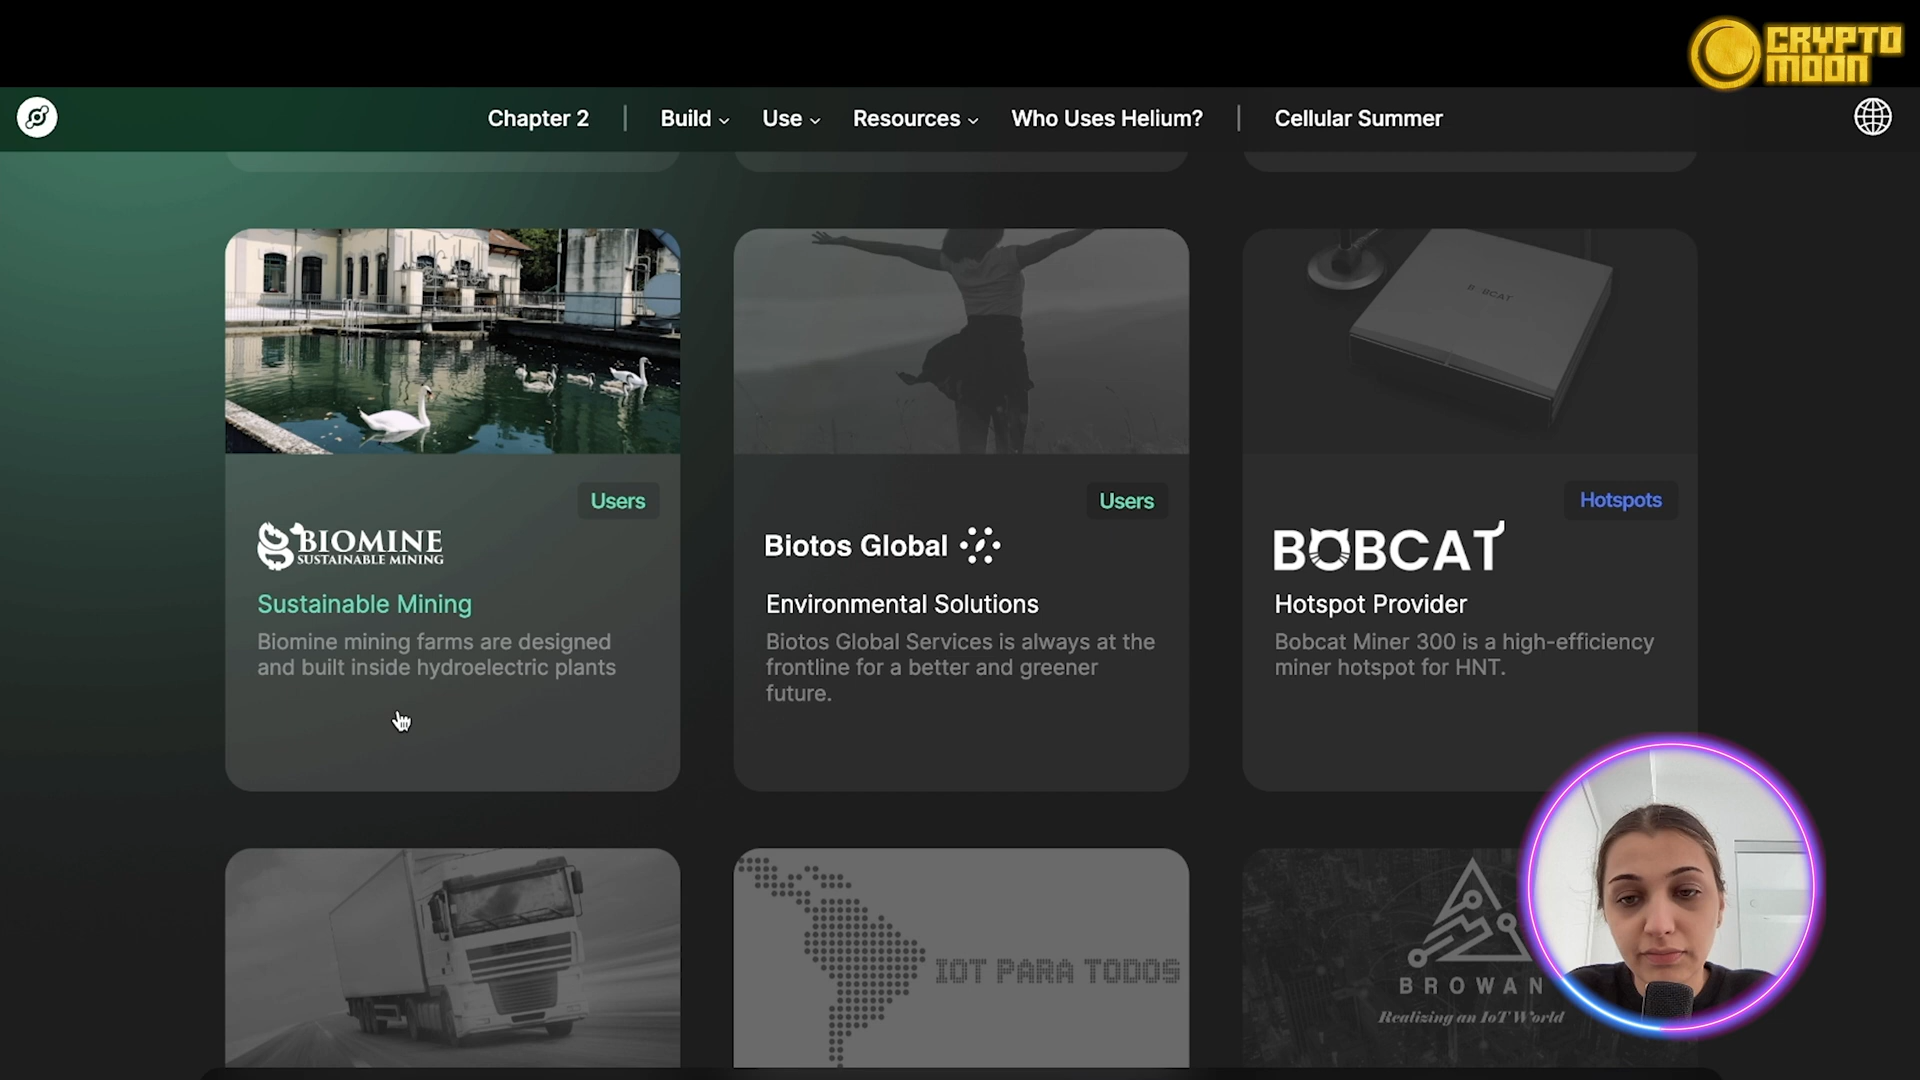 CRYPTO
MOON
Chapter 2
Build
Use
Resources
Who Uses Helium?
Cellular Summer
Users
BIOMINE
SUSTAINABLE MINING
Sustainable Mining
Biomine mining farms are designed
and built inside hydroelectric plants
Users
Biotos Global
Environmental Solutions
Biotos Global Services is always at the
frontline for a better and greener
future.
BOBCAT
Hotspots
BOBCAT
Hotspot Provider
Bobcat Miner 300 is a high-efficiency
miner hotspot for HNT.
IOT PARA TODOS
BROWAN
Realizing an IoT World